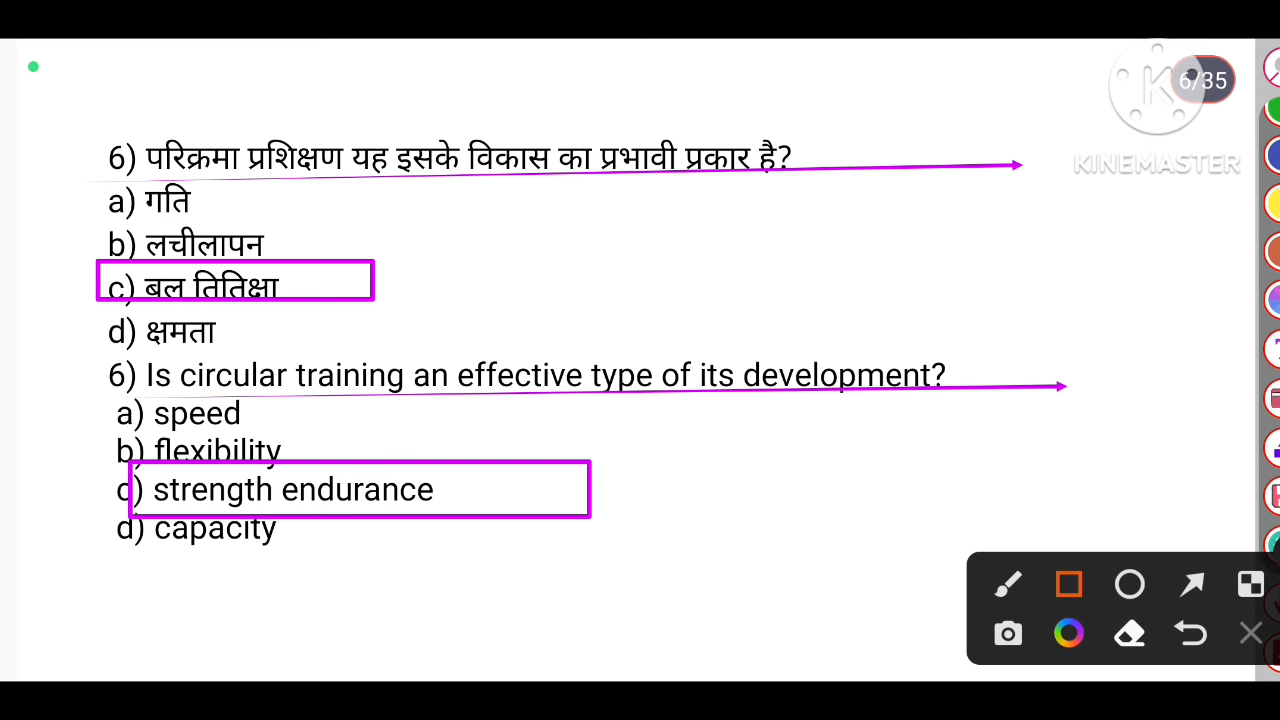 6/35
KINEMASTER
6) परिक्रमा प्रशिक्षण यह इसके विकास का प्रभावी प्रकार है?
a) गति
b) लचीलापन
c) बल तितिक्षा
d) क्षमता
6) Is circular training an effective type of its development?
a) speed
b) flexibility
c) strength endurance
d) capacity